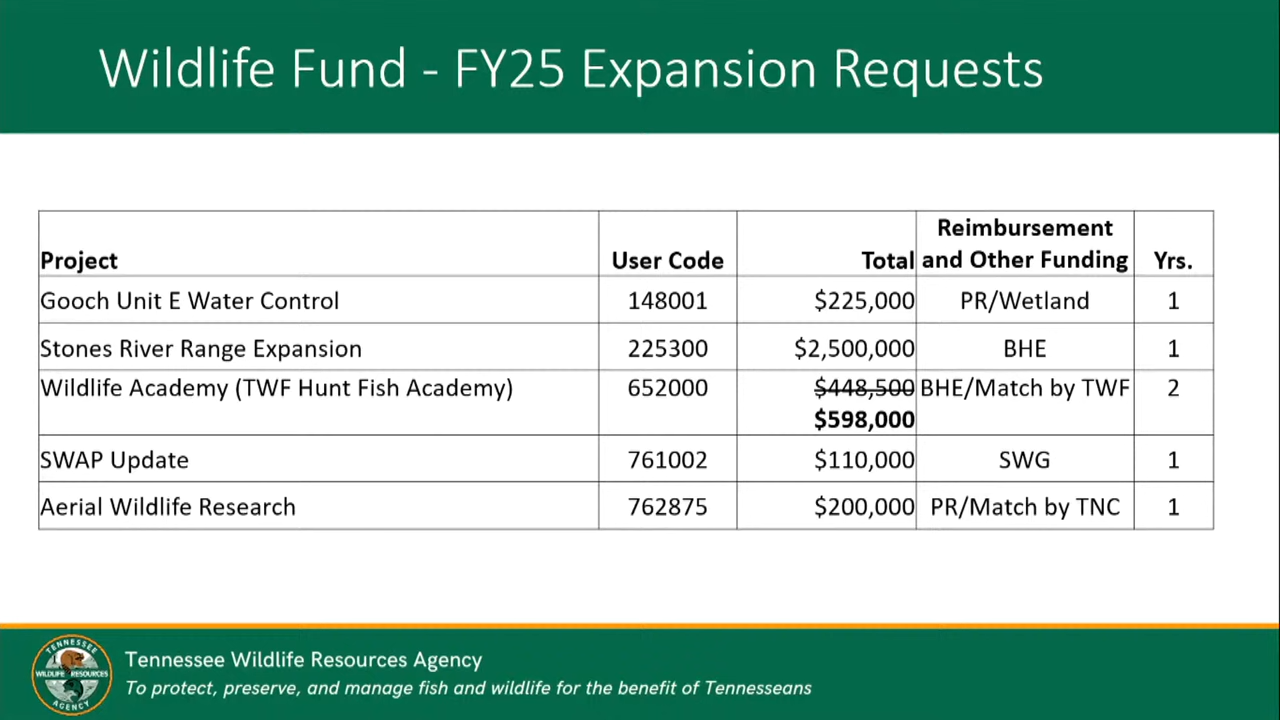 Wildlife Fund - FY25 Expansion Requests
Project User Code Total Reimbursement and Other Funding Yrs.
Gooch Unit E Water Control 148001 $225,000 PR/Wetland 1
Stones River Range Expansion 225300 $2,500,000 BHE 1
Wildlife Academy (TWF Hunt Fish Academy) 652000 $448,500 BHE/Match by TWF 2
$598,000
SWAP Update 761002 $110,000 SWG 1
Aerial Wildlife Research 762875 $200,000 PR/Match by TNC 1
TENNESSEE
WILDLIFE RESOURCES
AGENCY
Tennessee Wildlife Resources Agency
To protect, preserve, and manage fish and wildlife for the benefit of Tennesseans